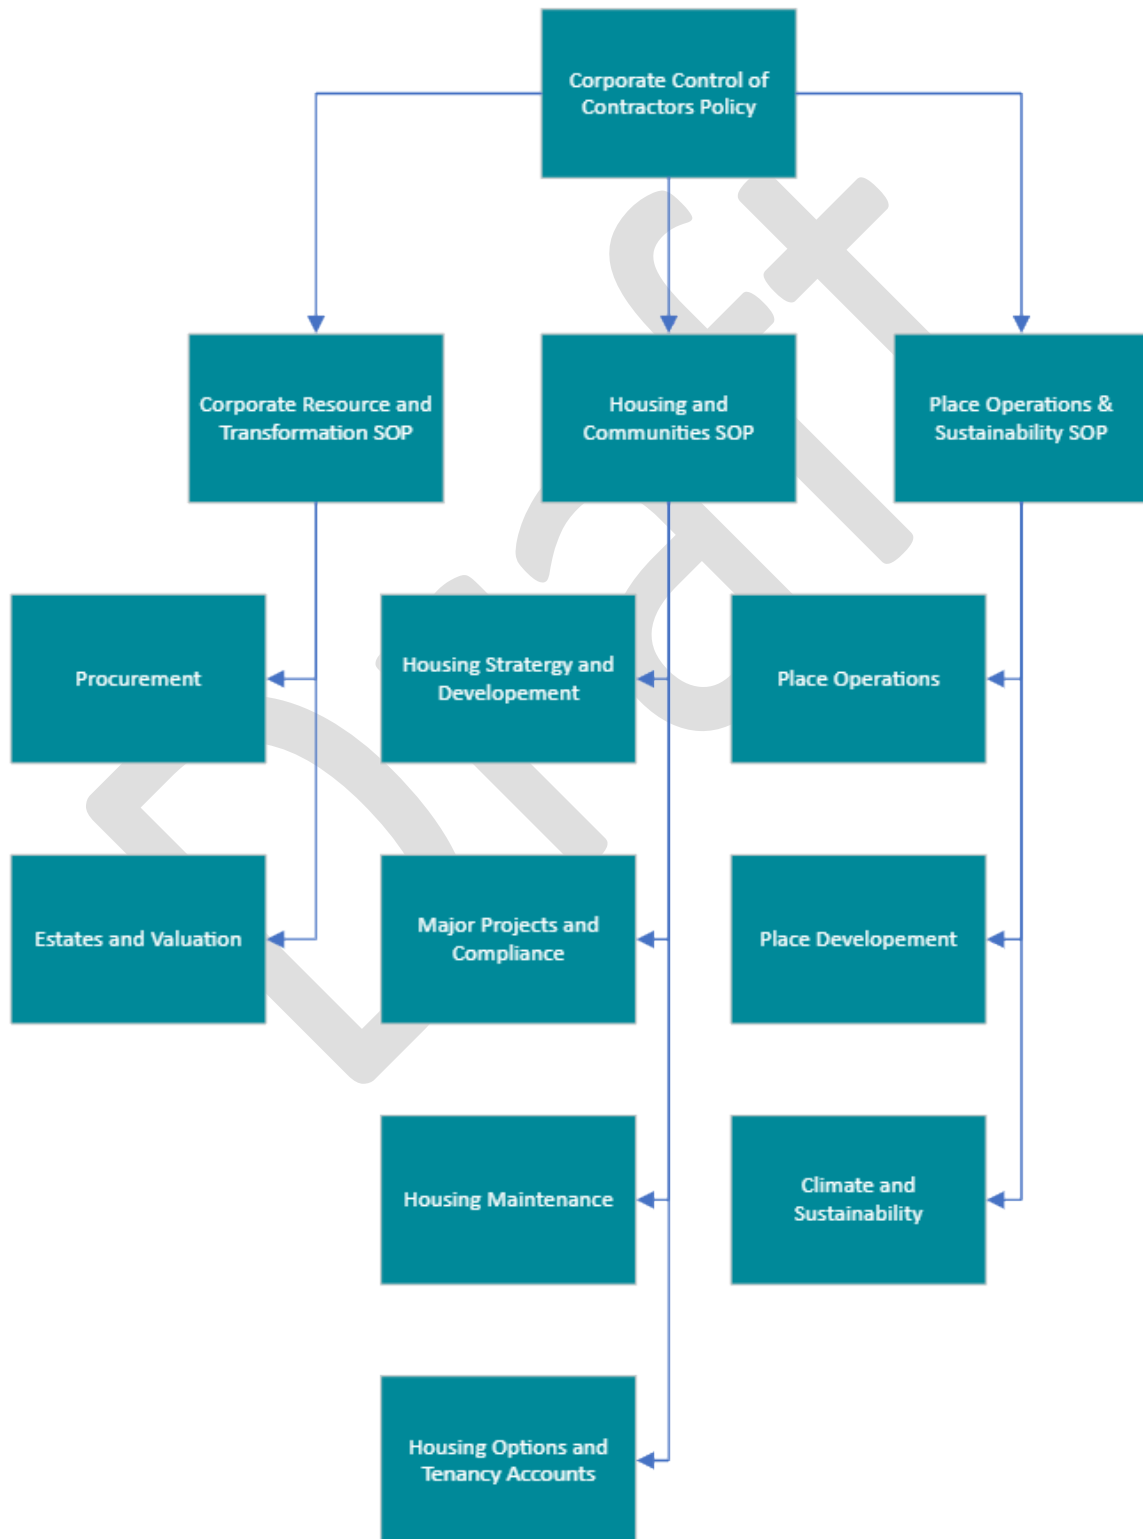 Corporate Control of
Contractors Policy
Corporate Resource and
Transformation SOP
Housing and
Communities SOP
Place Operations &
Sustainability SOP
Procurement
Housing Stratergy and
Developement
Place Operations
Estates and Valuation
Major Projects and
Compliance
Place Developement
Housing Maintenance
Climate and
Sustainability
Housing Options and
Tenancy Accounts
Draft